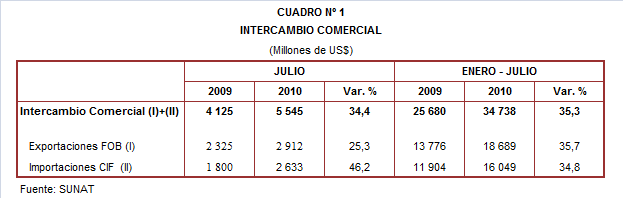 CUADRO Nº 1
INTERCAMBIO COMERCIAL
(Millones de US$)
JULIO ENERO - JULIO
2009 2010 Var. % 2009 2010 Var. %
Intercambio Comercial (I)+(II) 4 125 5 545 34,4 25 680 34 738 35,3
Exportaciones FOB (I) 2 325 2 912 25,3 13 776 18 689 35,7
Importaciones CIF (II) 1 800 2 633 46,2 11 904 16 049 34,8
Fuente: SUNAT